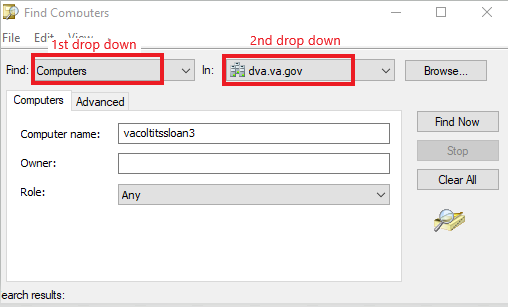 Find Computers
File Edit View
1st drop down
2nd drop down
Find: Computers In: dva.va.gov Browse...
Computers Advanced
Computer name: vacoltitssloan3
Owner:
Role: Any
Find Now
Stop
Clear All
earch results: